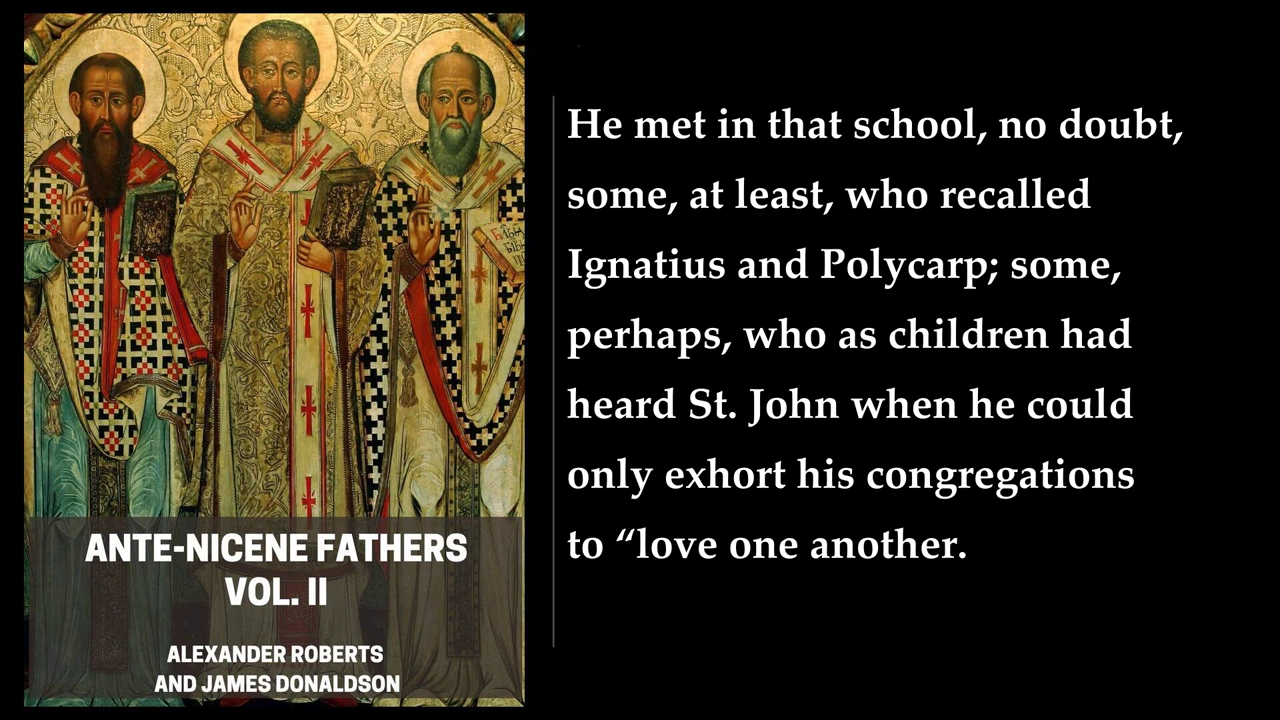 ANTE-NICENE FATHERS
VOL. II
ALEXANDER ROBERTS
AND JAMES DONALDSON
He met in that school, no doubt,
some, at least, who recalled
Ignatius and Polycarp; some,
perhaps, who as children had
heard St. John when he could
only exhort his congregations
to “love one another.